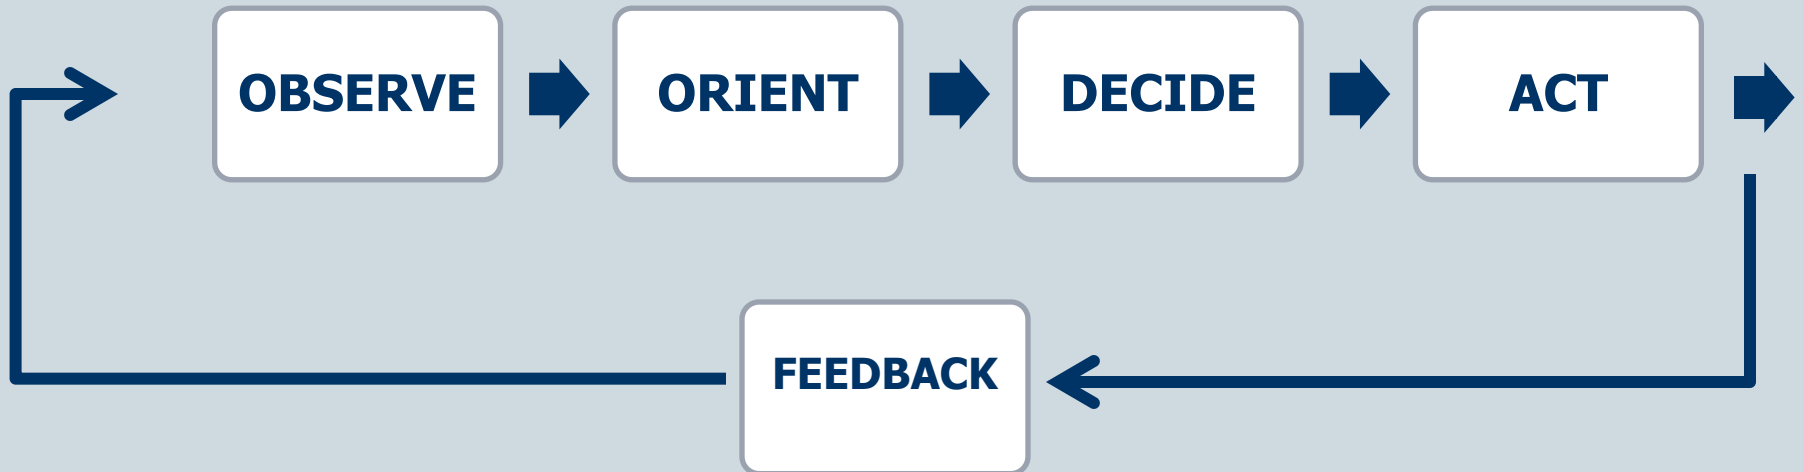 OBSERVE
ORIENT
DECIDE
ACT
FEEDBACK